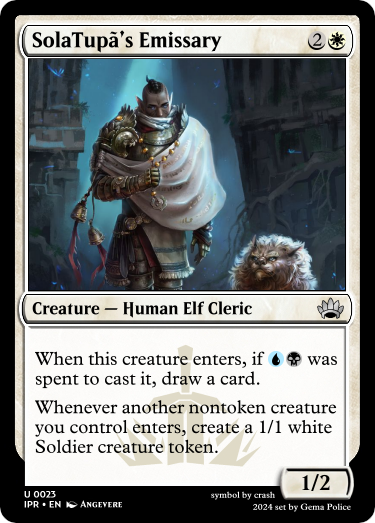 SolaTupã's Emissary 2
Creature — Human Elf Cleric
When this creature enters, if was
spent to cast it, draw a card.
Whenever another nontoken creature
you control enters, create a 1/1 white
Soldier creature token.
1/2
U 0023
IPR • EN Angevere
symbol by crash
2024 set by Gema Police